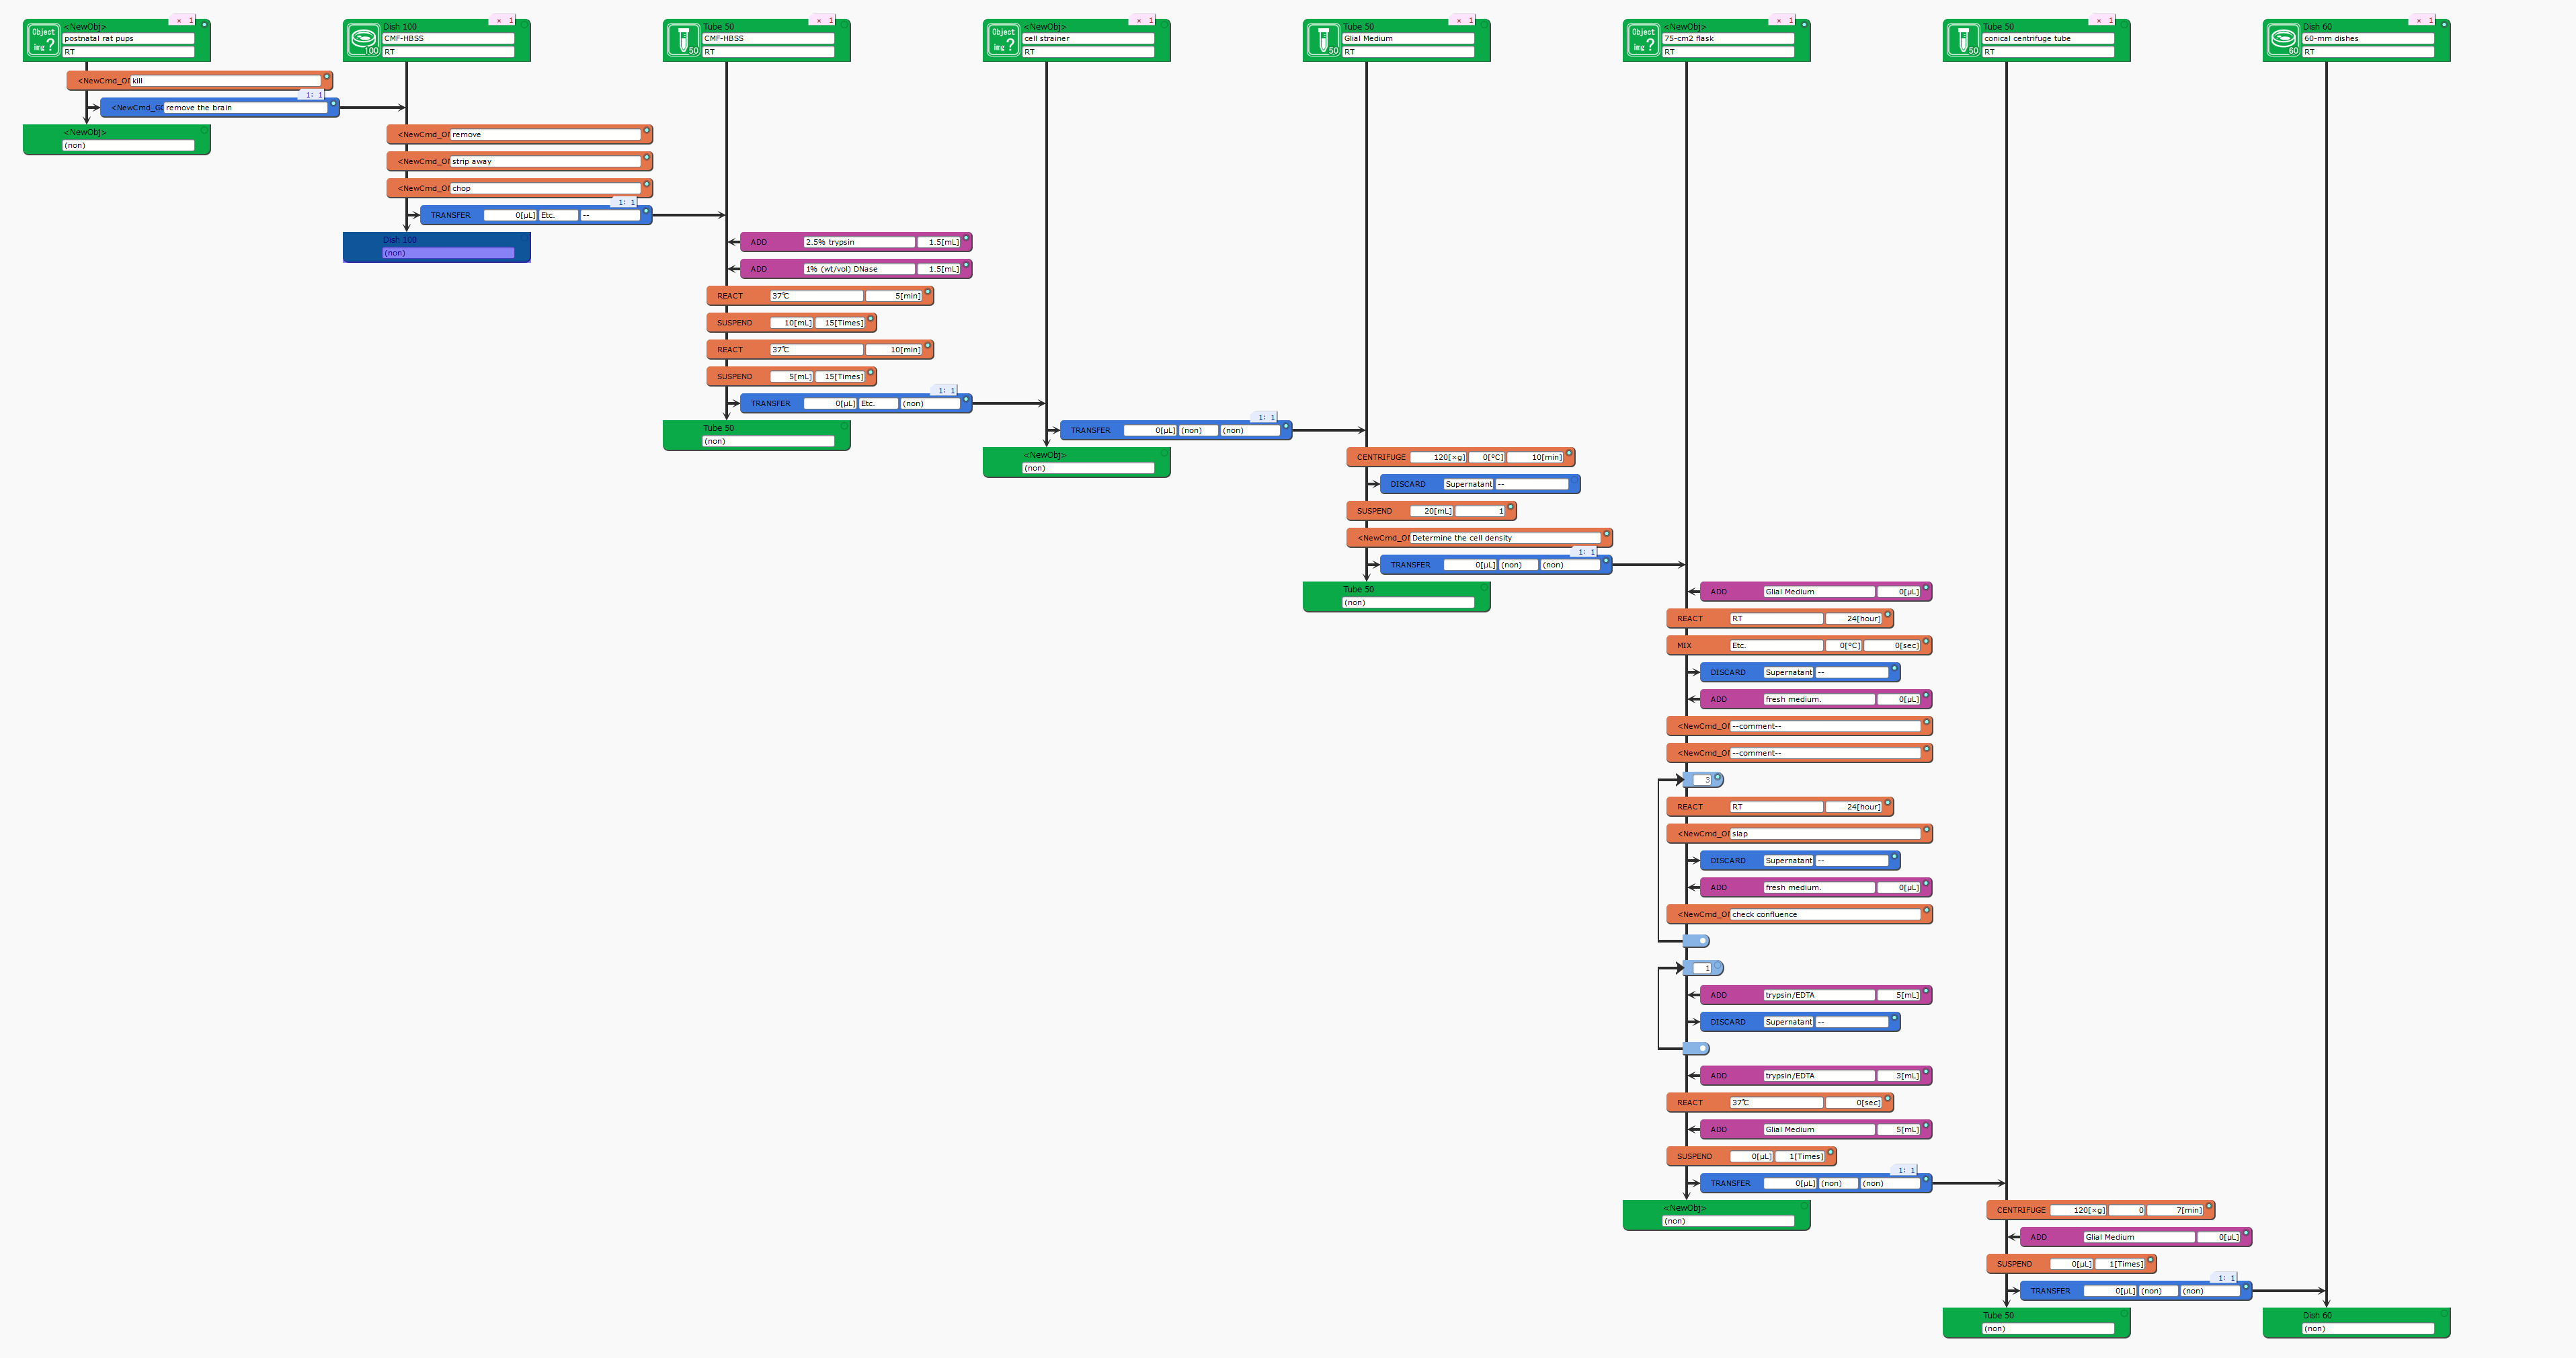 × 1
<NewObj>
Object
img ?
postnatal rat pups
RT
× 1
Dish 100
100
CMF-HBSS
RT
× 1
Tube 50
50
CMF-HBSS
RT
× 1
<NewObj>
Object
img ?
cell strainer
RT
× 1
Tube 50
50
Glial Medium
RT
× 1
<NewObj>
Object
img ?
75-cm2 flask
RT
× 1
Tube 50
50
conical centrifuge tube
RT
× 1
Dish 60
60
60-mm dishes
RT
<NewCmd_Of kill
1: 1
<NewCmd_GO remove the brain
<NewObj>
(non)
<NewCmd_Of remove
<NewCmd_Of strip away
<NewCmd_Of chop
1: 1
TRANSFER 0[μL] Etc. --
Dish 100
(non)
ADD 2.5% trypsin 1.5[mL]
ADD 1% (wt/vol) DNase 1.5[mL]
REACT 37℃ 5[min]
SUSPEND 10[mL] 15[Times]
REACT 37℃ 10[min]
SUSPEND 5[mL] 15[Times]
1: 1
TRANSFER 0[μL] Etc. (non)
Tube 50
(non)
1: 1
TRANSFER 0[μL] (non) (non)
<NewObj>
(non)
CENTRIFUGE 120[×g] 0[℃] 10[min]
DISCARD Supernatant --
SUSPEND 20[mL] 1
<NewCmd_Of Determine the cell density
1: 1
TRANSFER 0[μL] (non) (non)
Tube 50
(non)
ADD Glial Medium 0[μL]
REACT RT 24[hour]
MIX Etc. 0[℃] 0[sec]
DISCARD Supernatant --
ADD fresh medium. 0[μL]
<NewCmd_Of --comment--
<NewCmd_Of --comment--
3
REACT RT 24[hour]
<NewCmd_Of slap
DISCARD Supernatant --
ADD fresh medium. 0[μL]
<NewCmd_Of check confluence
1
ADD trypsin/EDTA 5[mL]
DISCARD Supernatant --
ADD trypsin/EDTA 3[mL]
REACT 37℃ 0[sec]
ADD Glial Medium 5[mL]
SUSPEND 0[μL] 1[Times]
1: 1
TRANSFER 0[μL] (non) (non)
<NewObj>
(non)
CENTRIFUGE 120[×g] 0 7[min]
ADD Glial Medium 0[μL]
SUSPEND 0[μL] 1[Times]
1: 1
TRANSFER 0[μL] (non) (non)
Tube 50
(non)
Dish 60
(non)